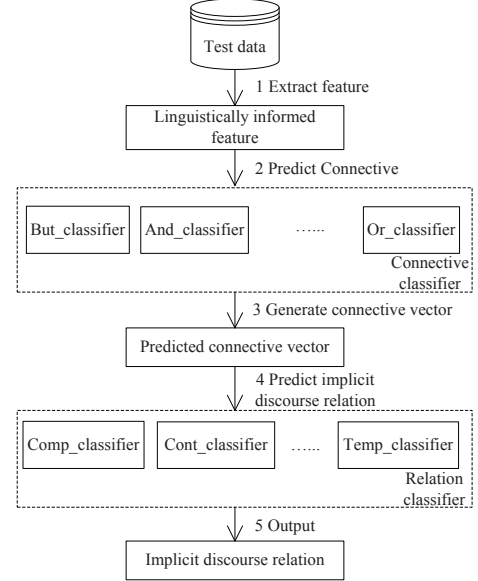 Test data
1 Extract feature
Linguistically informed
feature
2 Predict Connective
But_classifier And_classifier …... Or_classifier
Connective
classifier
3 Generate connective vector
Predicted connective vector
4 Predict implicit
discourse relation
Comp_classifier Cont_classifier …... Temp_classifier
Relation
classifier
5 Output
Implicit discourse relation